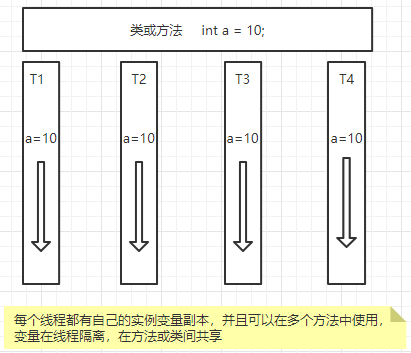 类或方法 int a = 10;
T1 T2 T3 T4
a=10 a=10 a=10 a=10
每个线程都有自己的实例变量副本，并且可以在多个方法中使用，
变量在线程隔离，在方法或类间共享